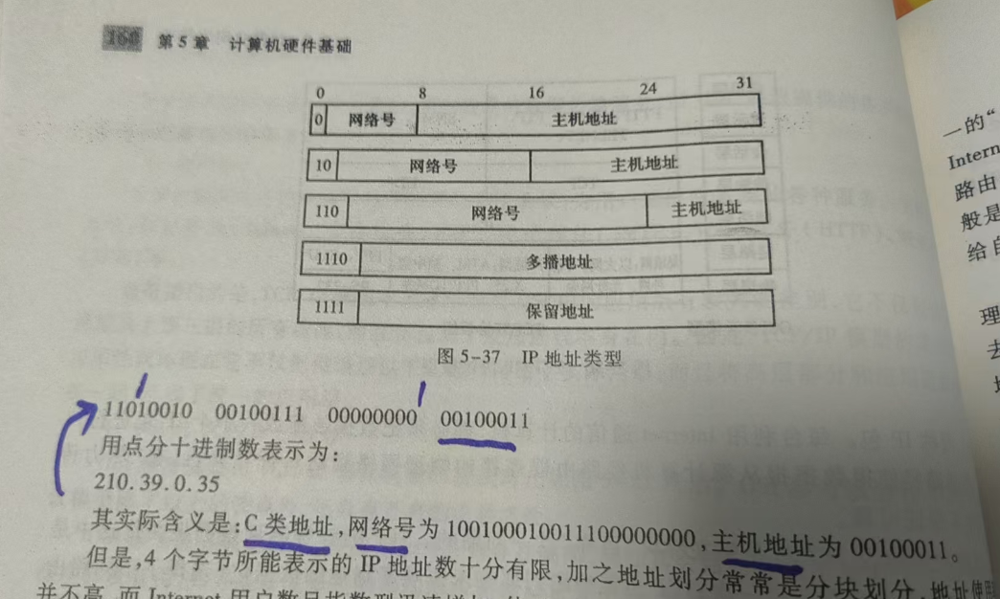 160 第5章 计算机硬件基础
0 8 16 24 31
0 网络号 主机地址
10 网络号 主机地址
110 网络号 主机地址
1110 多播地址
1111 保留地址
图 5-37 IP 地址类型
11010010 00100111 00000000 00100011
用点分十进制数表示为：
210.39.0.35
其实际含义是：C 类地址，网络号为 100100010011100000000，主机地址为 00100011。
但是，4 个字节所能表示的 IP 地址数十分有限，加之地址划分常常是分块划分，地址使
并不高，而 Internet 用户数呈指数型迅速增
一的“
Intern
路由
般是
给自
理
去